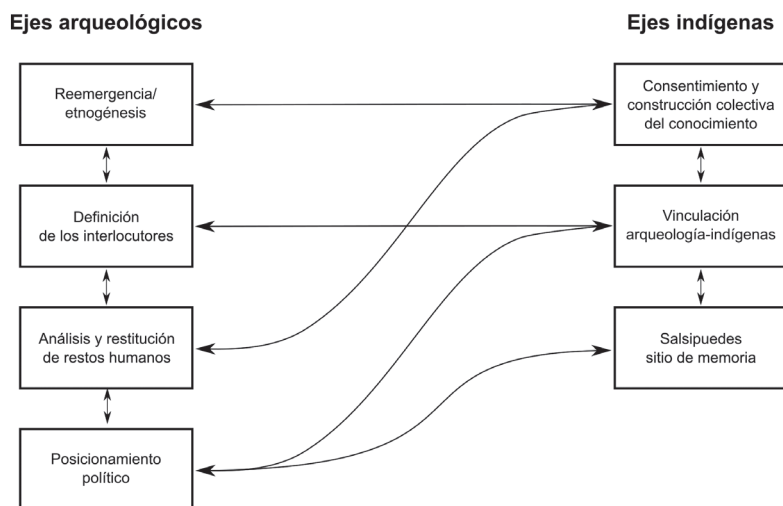 Ejes arqueológicos
Reemergencia/
etnogénesis
Definición
de los interlocutores
Análisis y restitución
de restos humanos
Posicionamiento
político
Ejes indígenas
Consentimiento y
construcción colectiva
del conocimiento
Vinculación
arqueología-indígenas
Salsipuedes
sitio de memoria